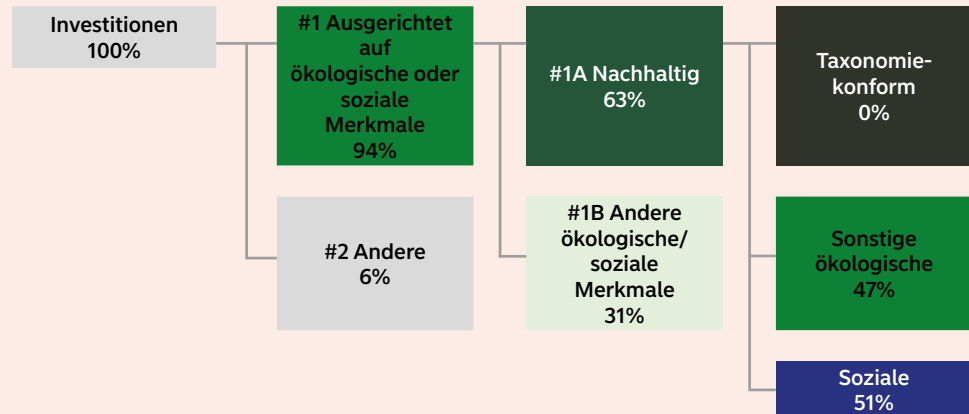 Investitionen
100%
#1 Ausgerichtet
auf
ökologische oder
soziale
Merkmale
94%
#2 Andere
6%
#1A Nachhaltig
63%
#1B Andere
ökologische/
soziale
Merkmale
31%
Taxonomie-
konform
0%
Sonstige
ökologische
47%
Soziale
51%